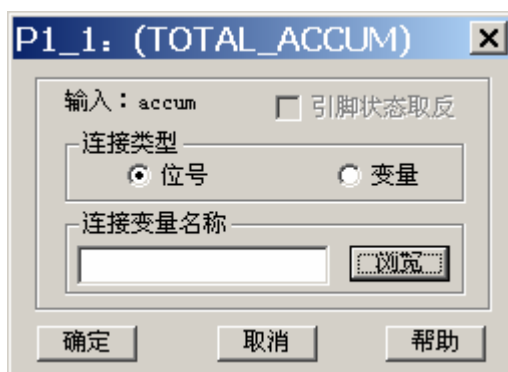 P1_1：(TOTAL_ACCUM)
输入：accum 引脚状态取反
连接类型
位号 变量
连接变量名称
浏览
确定 取消 帮助